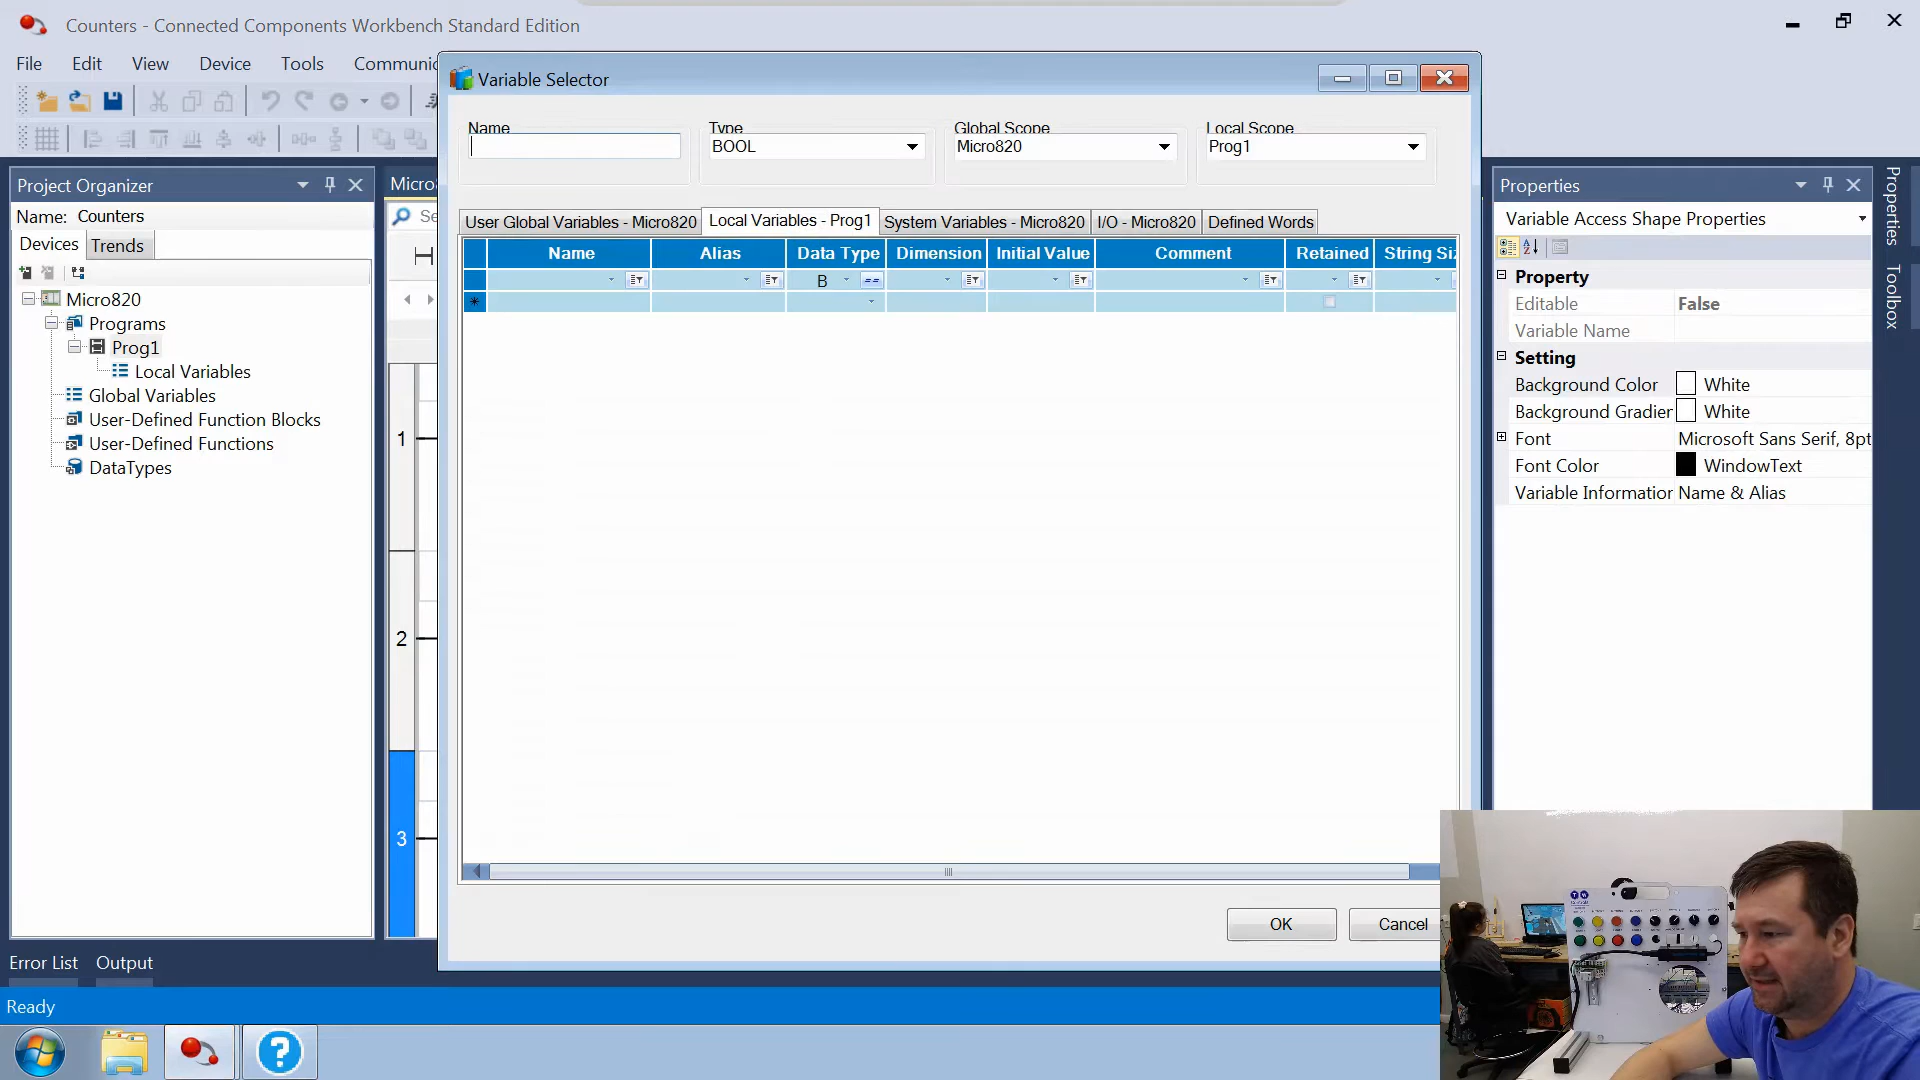 Counters - Connected Components Workbench Standard Edition
File Edit View Device Tools Communic
Variable Selector
Name
Type
Global Scope
Local Scope
BOOL
Micro820
Prog1
User Global Variables - Micro820
Local Variables - Prog1
System Variables - Micro820
I/O - Micro820
Defined Words
Name Alias Data Type Dimension Initial Value Comment Retained String Siz
B ==
*
OK
Cancel
Project Organizer
Name: Counters
Devices Trends
Micro820
Programs
Prog1
Local Variables
Global Variables
User-Defined Function Blocks
User-Defined Functions
DataTypes
Micro8
Se
1
2
3
Properties
Variable Access Shape Properties
Property
Editable False
Variable Name
Setting
Background Color White
Background Gradier White
Font Microsoft Sans Serif, 8pt
Font Color WindowText
Variable Information Name & Alias
Properties
Toolbox
Error List Output
Ready